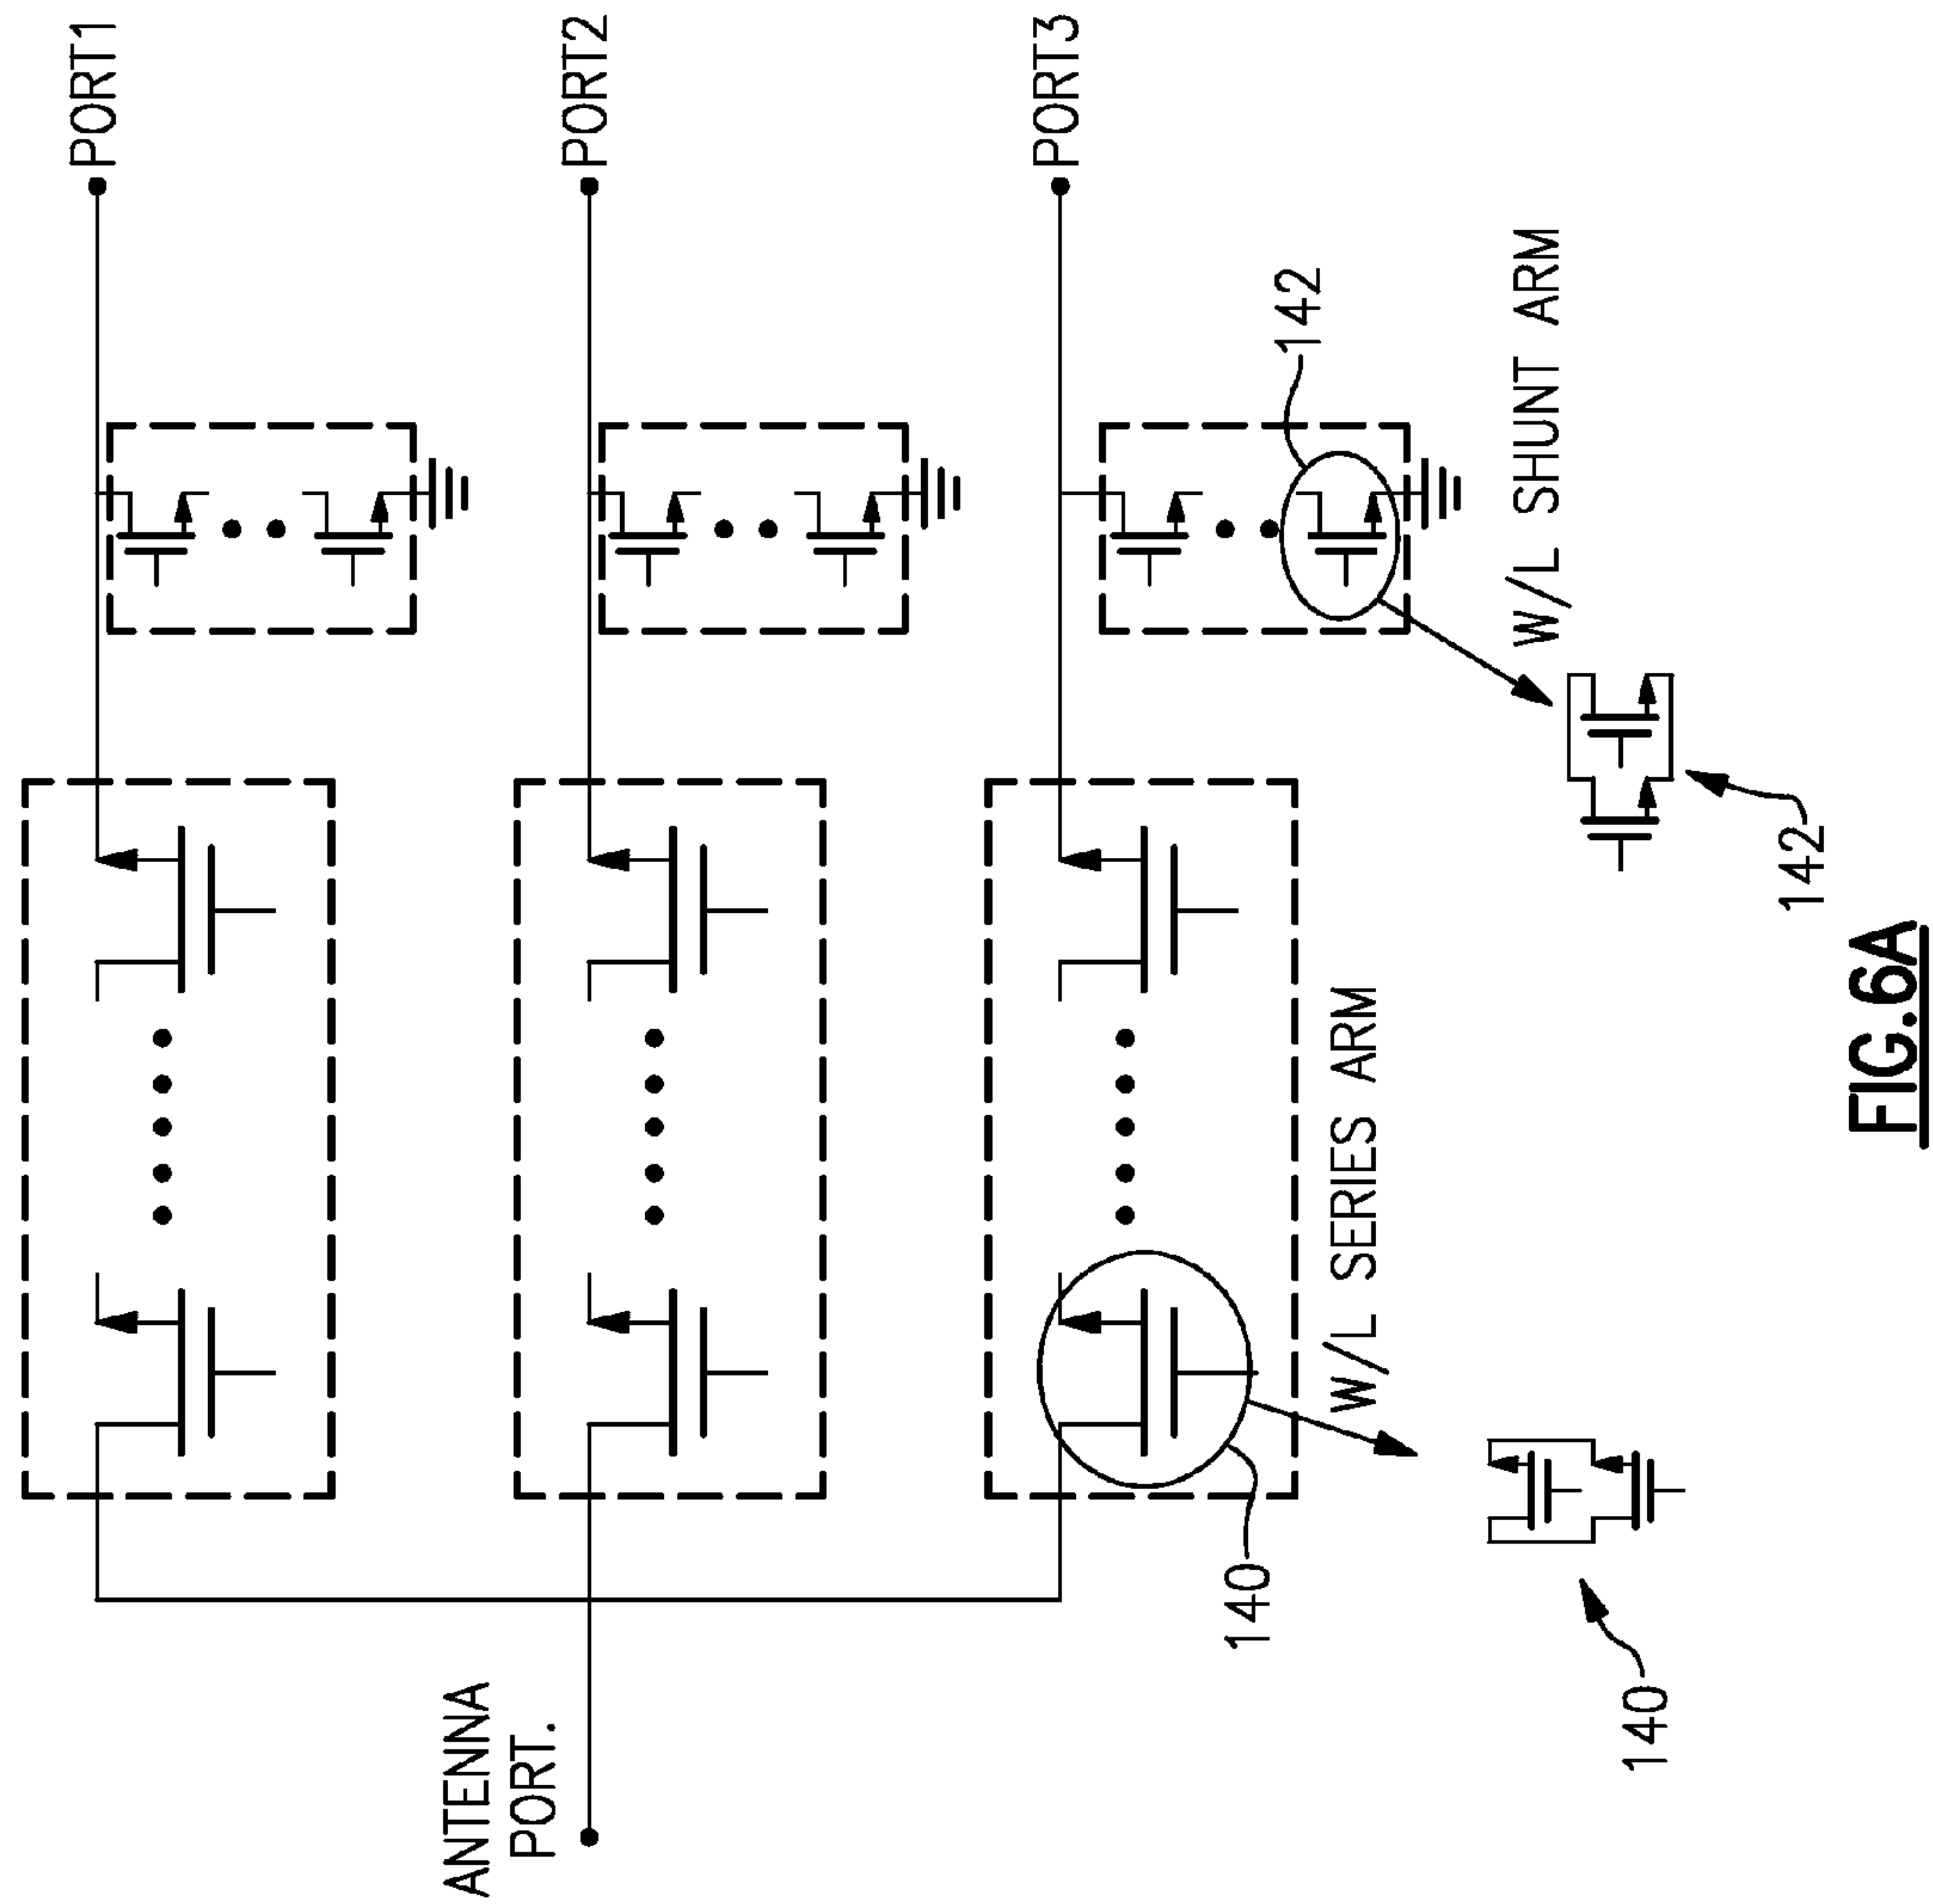 PORT1
PORT2
PORT3
142
W/L SHUNT ARM
142
W/L SERIES ARM
140
140
ANTENNA
PORT.
FIG.6A